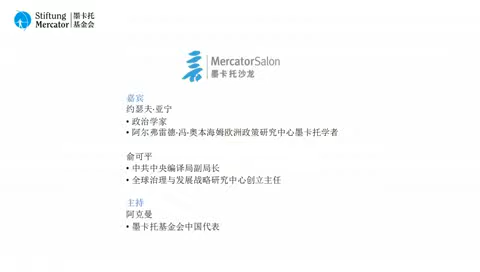 Stiftung
Mercator
墨卡托
基金会
MercatorSalon
墨卡托沙龙
嘉宾
约瑟夫·亚宁
• 政治学家
• 阿尔弗雷德·冯·奥本海姆欧洲政策研究中心墨卡托学者
俞可平
• 中共中央编译局副局长
• 全球治理与发展战略研究中心创立主任
主持
阿克曼
• 墨卡托基金会中国代表